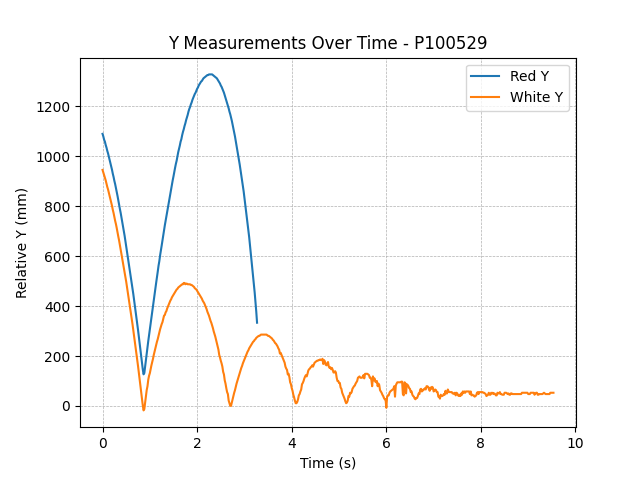 Y Measurements Over Time - P100529
Red Y
White Y
Relative Y (mm)
1200
1000
800
600
400
200
0
0 2 4 6 8 10
Time (s)